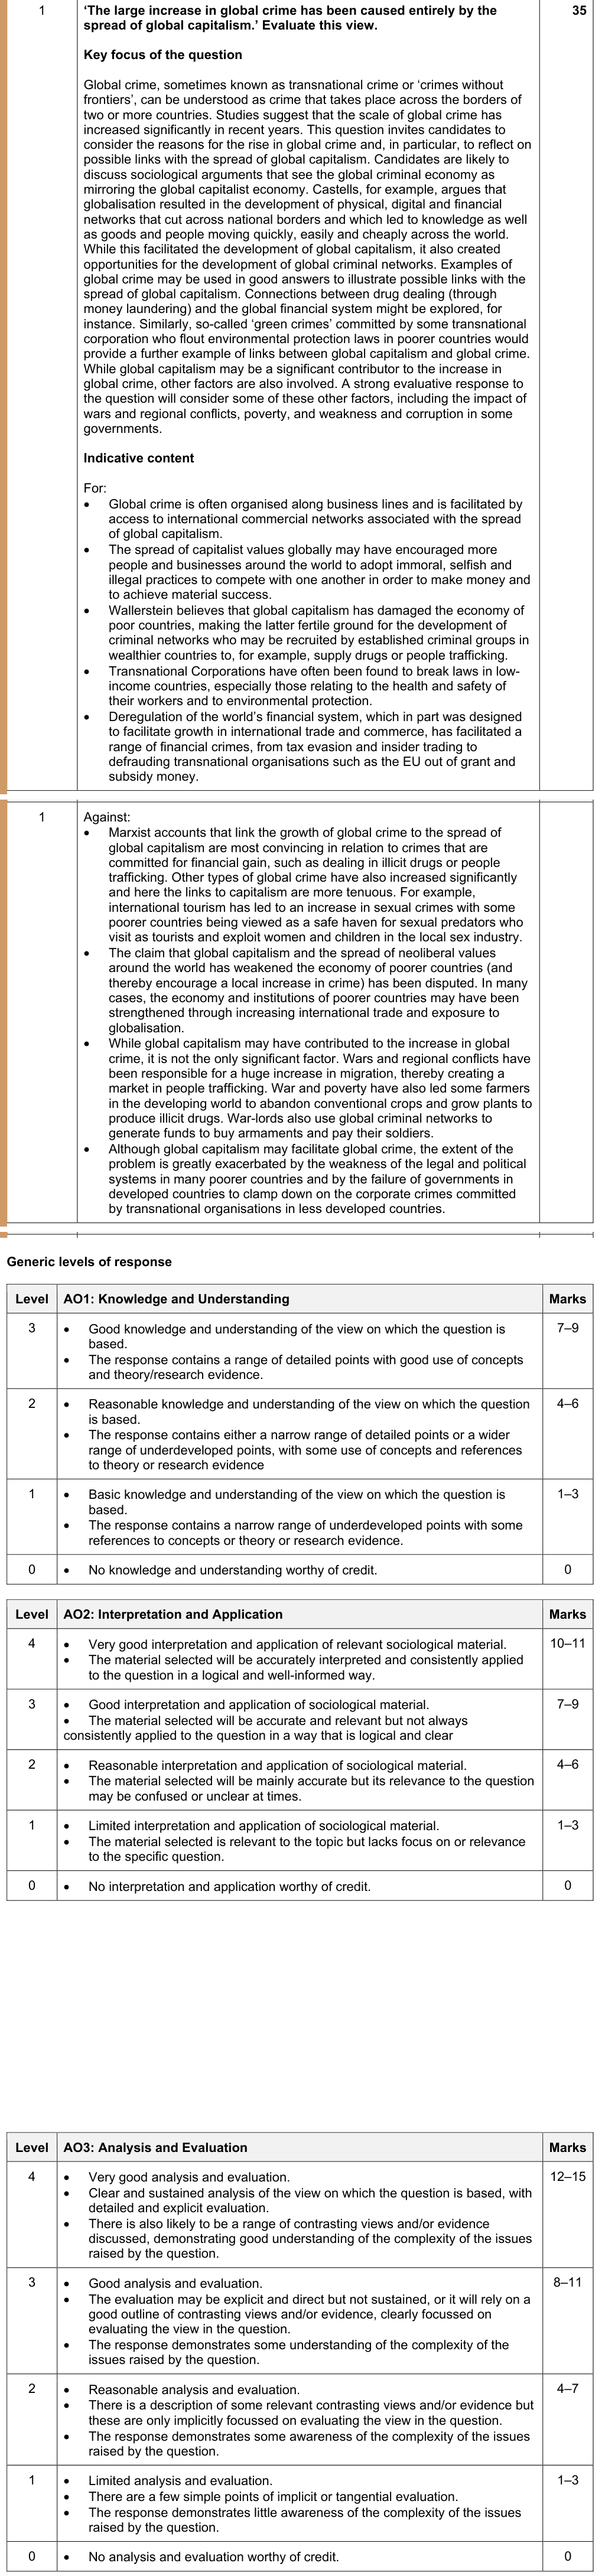 1
‘The large increase in global crime has been caused entirely by the
spread of global capitalism.’ Evaluate this view.
35
Key focus of the question
Global crime, sometimes known as transnational crime or ‘crimes without
frontiers’, can be understood as crime that takes place across the borders of
two or more countries. Studies suggest that the scale of global crime has
increased significantly in recent years. This question invites candidates to
consider the reasons for the rise in global crime and, in particular, to reflect on
possible links with the spread of global capitalism. Candidates are likely to
discuss sociological arguments that see the global criminal economy as
mirroring the global capitalist economy. Castells, for example, argues that
globalisation resulted in the development of physical, digital and financial
networks that cut across national borders and which led to knowledge as well
as goods and people moving quickly, easily and cheaply across the world.
While this facilitated the development of global capitalism, it also created
opportunities for the development of global criminal networks. Examples of
global crime may be used in good answers to illustrate possible links with the
spread of global capitalism. Connections between drug dealing (through
money laundering) and the global financial system might be explored, for
instance. Similarly, so-called ‘green crimes’ committed by some transnational
corporation who flout environmental protection laws in poorer countries would
provide a further example of links between global capitalism and global crime.
While global capitalism may be a significant contributor to the increase in
global crime, other factors are also involved. A strong evaluative response to
the question will consider some of these other factors, including the impact of
wars and regional conflicts, poverty, and weakness and corruption in some
governments.
Indicative content
For:
• Global crime is often organised along business lines and is facilitated by
access to international commercial networks associated with the spread
of global capitalism.
• The spread of capitalist values globally may have encouraged more
people and businesses around the world to adopt immoral, selfish and
illegal practices to compete with one another in order to make money and
to achieve material success.
• Wallerstein believes that global capitalism has damaged the economy of
poor countries, making the latter fertile ground for the development of
criminal networks who may be recruited by established criminal groups in
wealthier countries to, for example, supply drugs or people trafficking.
• Transnational Corporations have often been found to break laws in low-
income countries, especially those relating to the health and safety of
their workers and to environmental protection.
• Deregulation of the world’s financial system, which in part was designed
to facilitate growth in international trade and commerce, has facilitated a
range of financial crimes, from tax evasion and insider trading to
defrauding transnational organisations such as the EU out of grant and
subsidy money.
1
Against:
• Marxist accounts that link the growth of global crime to the spread of
global capitalism are most convincing in relation to crimes that are
committed for financial gain, such as dealing in illicit drugs or people
trafficking. Other types of global crime have also increased significantly
and here the links to capitalism are more tenuous. For example,
international tourism has led to an increase in sexual crimes with some
poorer countries being viewed as a safe haven for sexual predators who
visit as tourists and exploit women and children in the local sex industry.
• The claim that global capitalism and the spread of neoliberal values
around the world has weakened the economy of poorer countries (and
thereby encourage a local increase in crime) has been disputed. In many
cases, the economy and institutions of poorer countries may have been
strengthened through increasing international trade and exposure to
globalisation.
• While global capitalism may have contributed to the increase in global
crime, it is not the only significant factor. Wars and regional conflicts have
been responsible for a huge increase in migration, thereby creating a
market in people trafficking. War and poverty have also led some farmers
in the developing world to abandon conventional crops and grow plants to
produce illicit drugs. War-lords also use global criminal networks to
generate funds to buy armaments and pay their soldiers.
• Although global capitalism may facilitate global crime, the extent of the
problem is greatly exacerbated by the weakness of the legal and political
systems in many poorer countries and by the failure of governments in
developed countries to clamp down on the corporate crimes committed
by transnational organisations in less developed countries.
Generic levels of response
Level AO1: Knowledge and Understanding Marks
3 • Good knowledge and understanding of the view on which the question is 7–9
based.
• The response contains a range of detailed points with good use of concepts
and theory/research evidence.
2 • Reasonable knowledge and understanding of the view on which the question 4–6
is based.
• The response contains either a narrow range of detailed points or a wider
range of underdeveloped points, with some use of concepts and references
to theory or research evidence
1 • Basic knowledge and understanding of the view on which the question is 1–3
based.
• The response contains a narrow range of underdeveloped points with some
references to concepts or theory or research evidence.
0 • No knowledge and understanding worthy of credit. 0
Level AO2: Interpretation and Application Marks
4 • Very good interpretation and application of relevant sociological material. 10–11
• The material selected will be accurately interpreted and consistently applied
to the question in a logical and well-informed way.
3 • Good interpretation and application of sociological material. 7–9
• The material selected will be accurate and relevant but not always
consistently applied to the question in a way that is logical and clear
2 • Reasonable interpretation and application of sociological material. 4–6
• The material selected will be mainly accurate but its relevance to the question
may be confused or unclear at times.
1 • Limited interpretation and application of sociological material. 1–3
• The material selected is relevant to the topic but lacks focus on or relevance
to the specific question.
0 • No interpretation and application worthy of credit. 0
Level AO3: Analysis and Evaluation Marks
4 • Very good analysis and evaluation. 12–15
• Clear and sustained analysis of the view on which the question is based, with
detailed and explicit evaluation.
• There is also likely to be a range of contrasting views and/or evidence
discussed, demonstrating good understanding of the complexity of the issues
raised by the question.
3 • Good analysis and evaluation. 8–11
• The evaluation may be explicit and direct but not sustained, or it will rely on a
good outline of contrasting views and/or evidence, clearly focussed on
evaluating the view in the question.
• The response demonstrates some understanding of the complexity of the
issues raised by the question.
2 • Reasonable analysis and evaluation. 4–7
• There is a description of some relevant contrasting views and/or evidence but
these are only implicitly focussed on evaluating the view in the question.
• The response demonstrates some awareness of the complexity of the issues
raised by the question.
1 • Limited analysis and evaluation. 1–3
• There are a few simple points of implicit or tangential evaluation.
• The response demonstrates little awareness of the complexity of the issues
raised by the question.
0 • No analysis and evaluation worthy of credit. 0